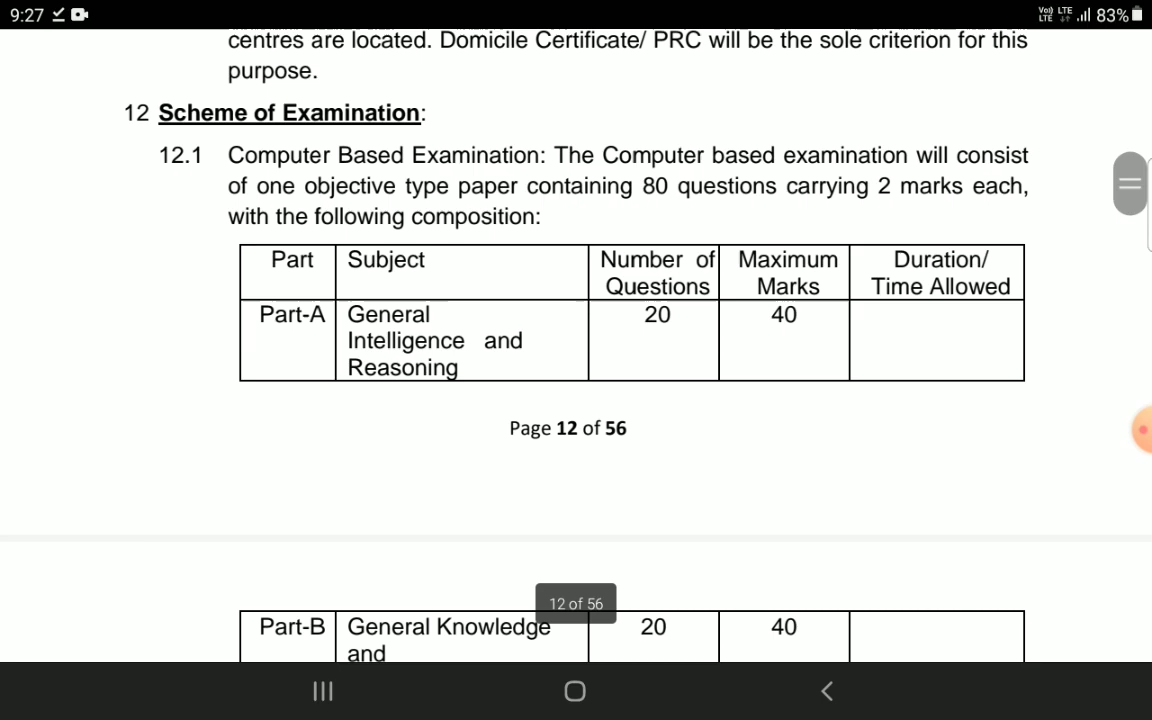 9:27
Vo) LTE
LTE
83%
centres are located. Domicile Certificate/ PRC will be the sole criterion for this
purpose.
12 Scheme of Examination:
12.1 Computer Based Examination: The Computer based examination will consist
of one objective type paper containing 80 questions carrying 2 marks each,
with the following composition:
Part Subject Number of Maximum Duration/
Questions Marks Time Allowed
Part-A General 20 40
Intelligence and
Reasoning
Page 12 of 56
12 of 56
Part-B General Knowledge 20 40
and